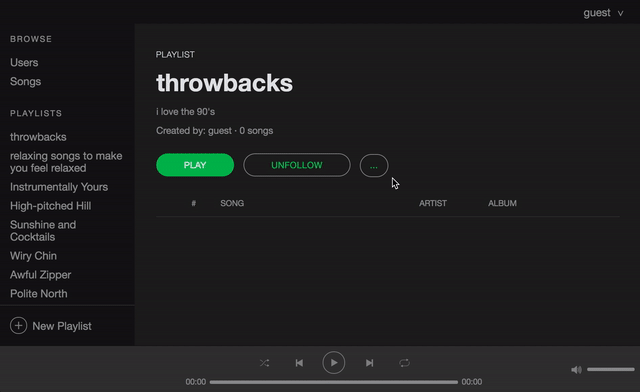 guest v
BROWSE
Users
Songs
PLAYLISTS
throwbacks
relaxing songs to make
you feel relaxed
Instrumentally Yours
High-pitched Hill
Sunshine and
Cocktails
Wiry Chin
Awful Zipper
Polite North
New Playlist
PLAYLIST
throwbacks
i love the 90's
Created by: guest · 0 songs
PLAY UNFOLLOW ...
# SONG ARTIST ALBUM
00:00 00:00